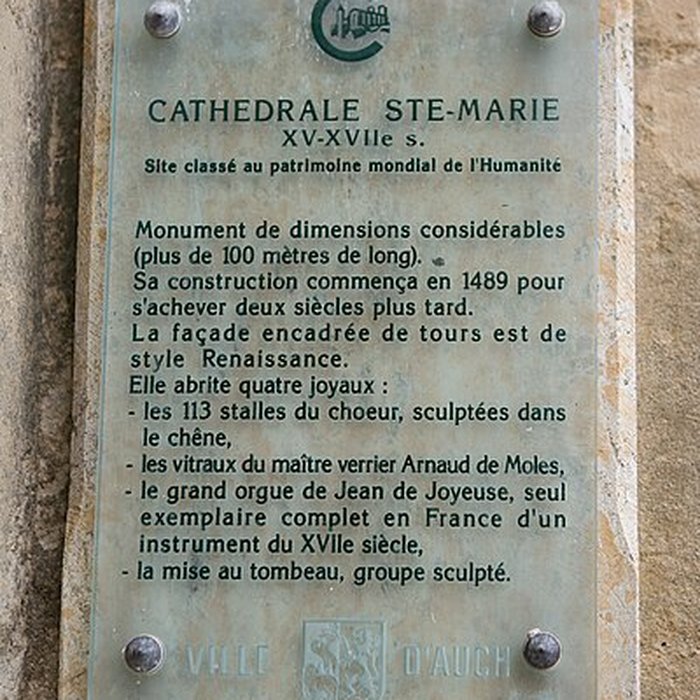 CATHEDRALE STE-MARIE
XV-XVIIe s.
Site classé au patrimoine mondial de l'Humanité
Monument de dimensions considérables
(plus de 100 mètres de long).
Sa construction commença en 1489 pour
s'achever deux siècles plus tard.
La façade encadrée de tours est de
style Renaissance.
Elle abrite quatre joyaux :
- les 113 stalles du choeur, sculptées dans
le chêne,
- les vitraux du maître verrier Arnaud de Moles,
- le grand orgue de Jean de Joyeuse, seul
exemplaire complet en France d'un
instrument du XVIIe siècle,
- la mise au tombeau, groupe sculpté.
VILLE D'AUCH